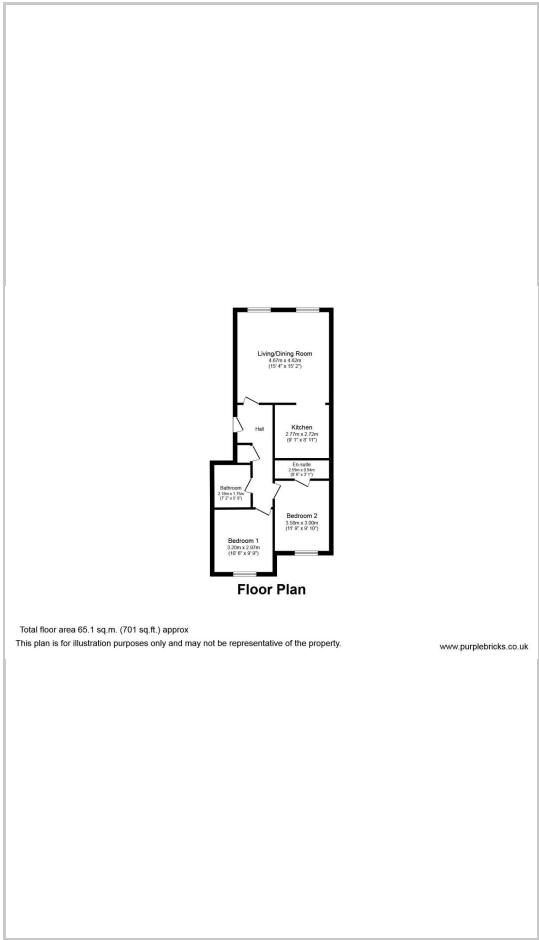 Living/Dining Room
4.67m x 4.62m
(15' 4" x 15' 2")
Hall
Kitchen
2.77m x 2.72m
(9' 1" x 8' 11")
En-suite
2.59m x 0.94m
(8' 6" x 3' 1")
Bathroom
Bedroom 2
3.58m x 3.00m
(11' 9" x 9' 10")
Bedroom 1
3.20m x 2.97m
(10' 6" x 9' 9")
Floor Plan
Total floor area 65.1 sq.m. (701 sq.ft.) approx
This plan is for illustration purposes only and may not be representative of the property.
www.purplebricks.co.uk